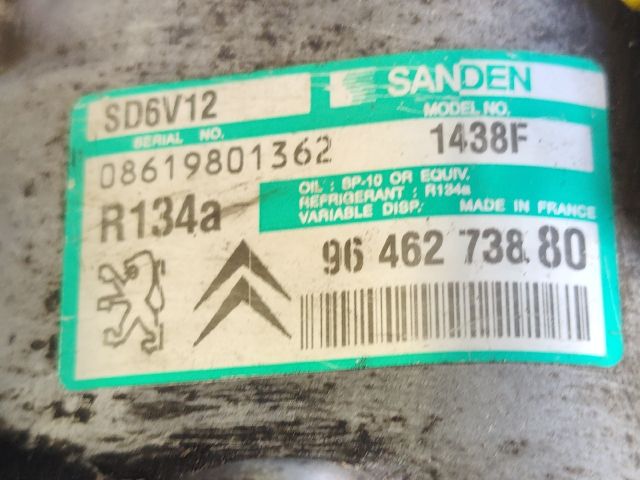 SANDEN
SD6V12
MODEL NO.
SERIAL NO.
1438F
08619801362
OIL : SP-10 OR EQUIV.
REFRIGERANT : R134a
VARIABLE DISP. MADE IN FRANCE
R134a
96 462 738.80